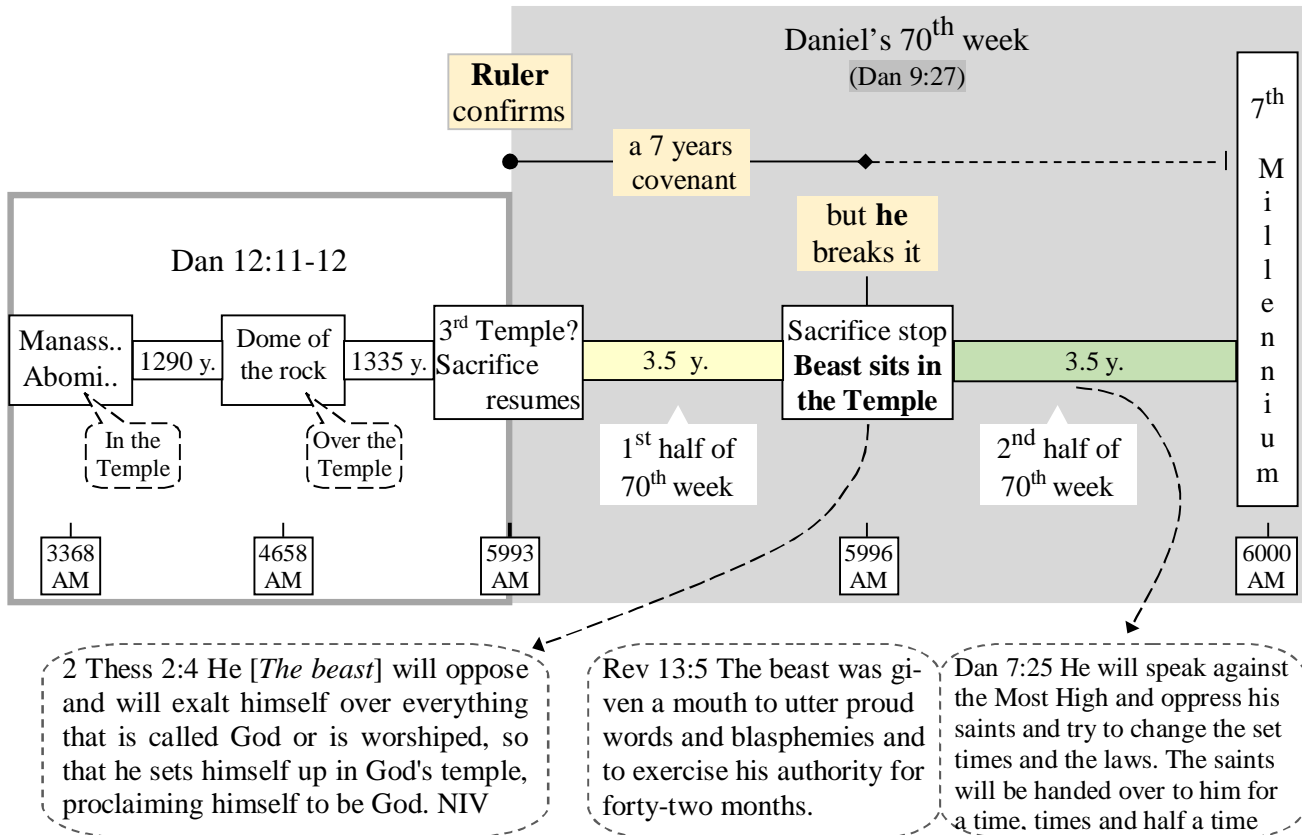 Daniel's 70th week
(Dan 9:27)
Ruler
confirms
a 7 years
covenant
but he
breaks it
7th
M
i
l
l
e
n
n
i
u
m
Dan 12:11-12
Manass..
Abomi..
1290 y.
Dome of
the rock
1335 y.
3rd Temple?
Sacrifice
resumes
3.5 y.
Sacrifice stop
Beast sits in
the Temple
3.5 y.
In the
Temple
Over the
Temple
1st half of
70th week
2nd half of
70th week
3368
AM
4658
AM
5993
AM
5996
AM
6000
AM
2 Thess 2:4 He [The beast] will oppose
and will exalt himself over everything
that is called God or is worshiped, so
that he sets himself up in God's temple,
proclaiming himself to be God. NIV
Rev 13:5 The beast was gi-
ven a mouth to utter proud
words and blasphemies and
to exercise his authority for
forty-two months.
Dan 7:25 He will speak against
the Most High and oppress his
saints and try to change the set
times and the laws. The saints
will be handed over to him for
a time, times and half a time